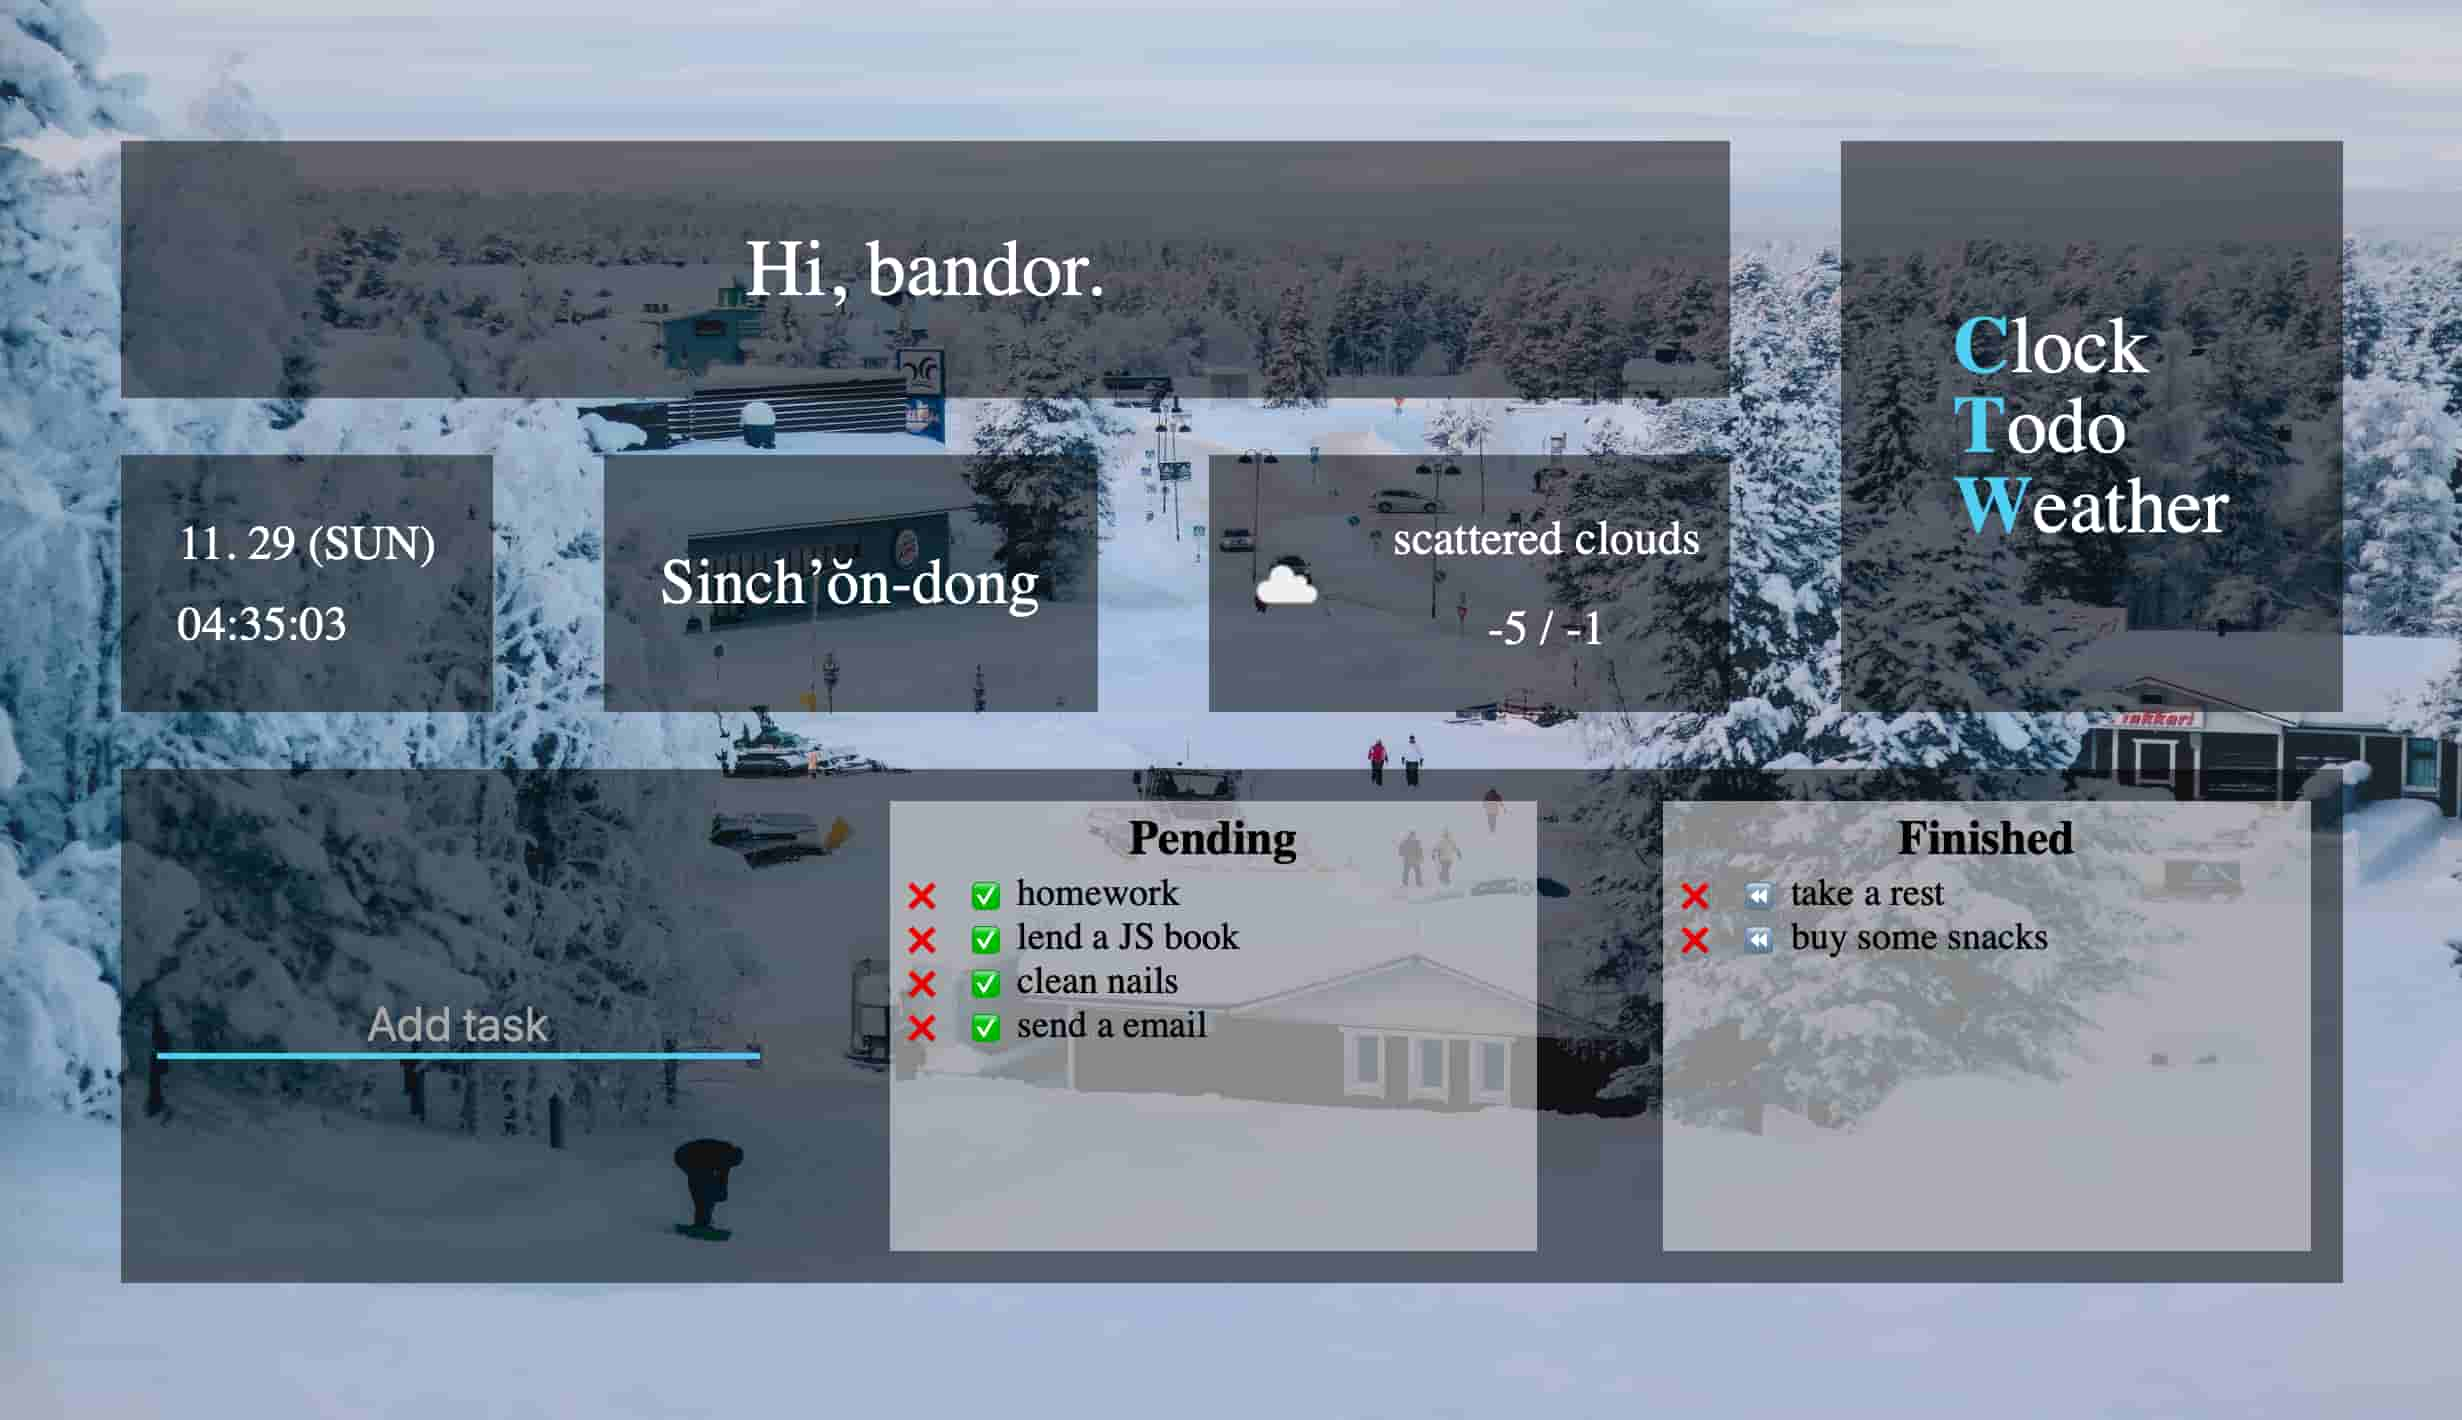 Hi, bandor.
Clock
Todo
Weather
11. 29 (SUN)
04:35:03
Sinch’ŏn-dong
scattered clouds
-5 / -1
Add task
Pending
homework
lend a JS book
clean nails
send a email
Finished
take a rest
buy some snacks